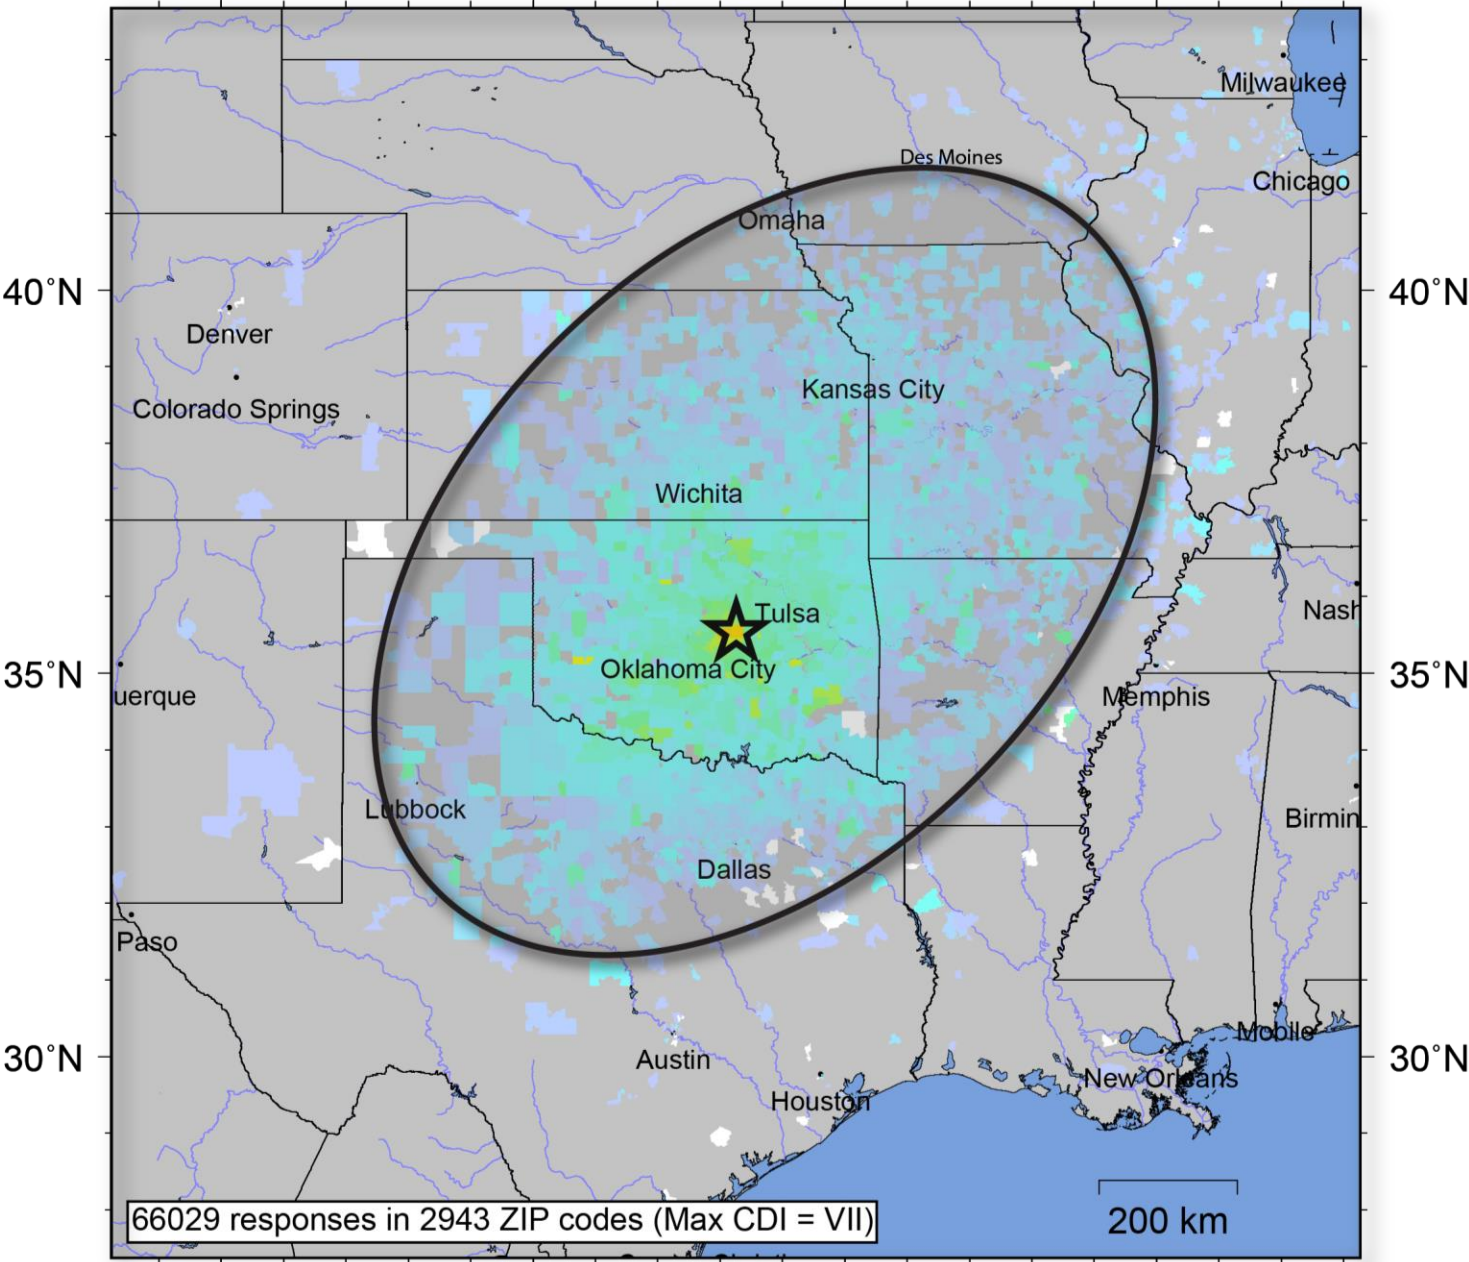 Milwaukee
Des Moines
Chicago
Omaha
40°N
40°N
Denver
Kansas City
Colorado Springs
Wichita
Tulsa
Nash
Oklahoma City
35°N
35°N
uerque
Memphis
Lubbock
Birmin
Dallas
Paso
Mobile
30°N
Austin
30°N
New Orleans
Houston
66029 responses in 2943 ZIP codes (Max CDI = VII)
200 km